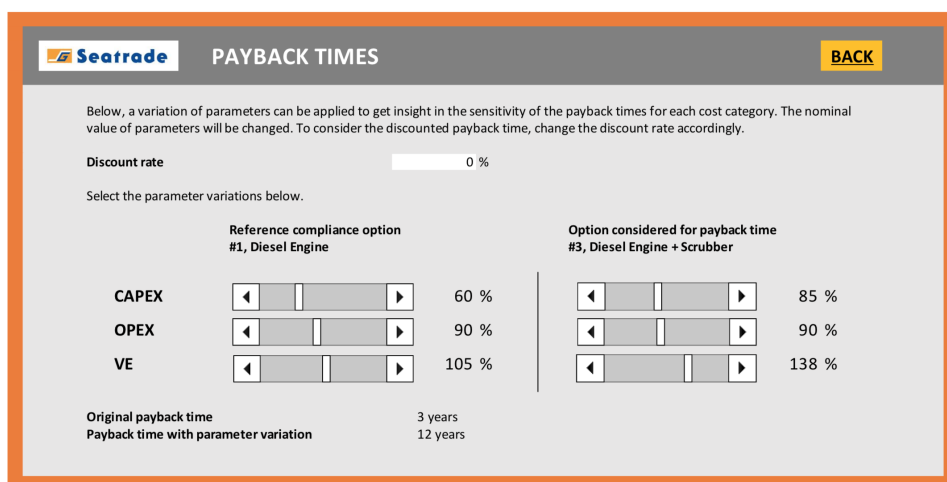 Seatrade PAYBACK TIMES BACK
Below, a variation of parameters can be applied to get insight in the sensitivity of the payback times for each cost category. The nominal
value of parameters will be changed. To consider the discounted payback time, change the discount rate accordingly.
Discount rate 0 %
Select the parameter variations below.
Reference compliance option Option considered for payback time
#1, Diesel Engine #3, Diesel Engine + Scrubber
CAPEX 60 % 85 %
OPEX 90 % 90 %
VE 105 % 138 %
Original payback time 3 years
Payback time with parameter variation 12 years